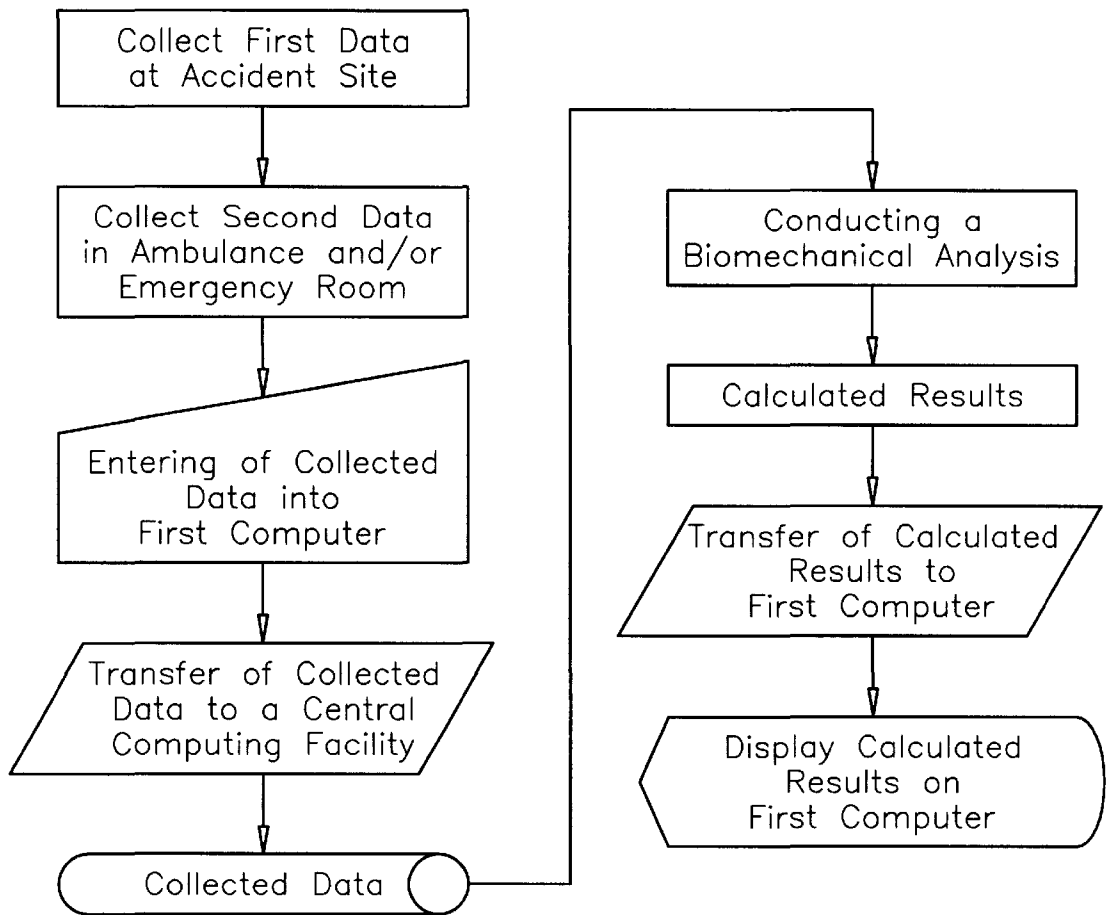 Collect First Data
at Accident Site
Collect Second Data
in Ambulance and/or
Emergency Room
Entering of Collected
Data into
First Computer
Transfer of Collected
Data to a Central
Computing Facility
Collected Data
Conducting a
Biomechanical Analysis
Calculated Results
Transfer of Calculated
Results to
First Computer
Display Calculated
Results on
First Computer